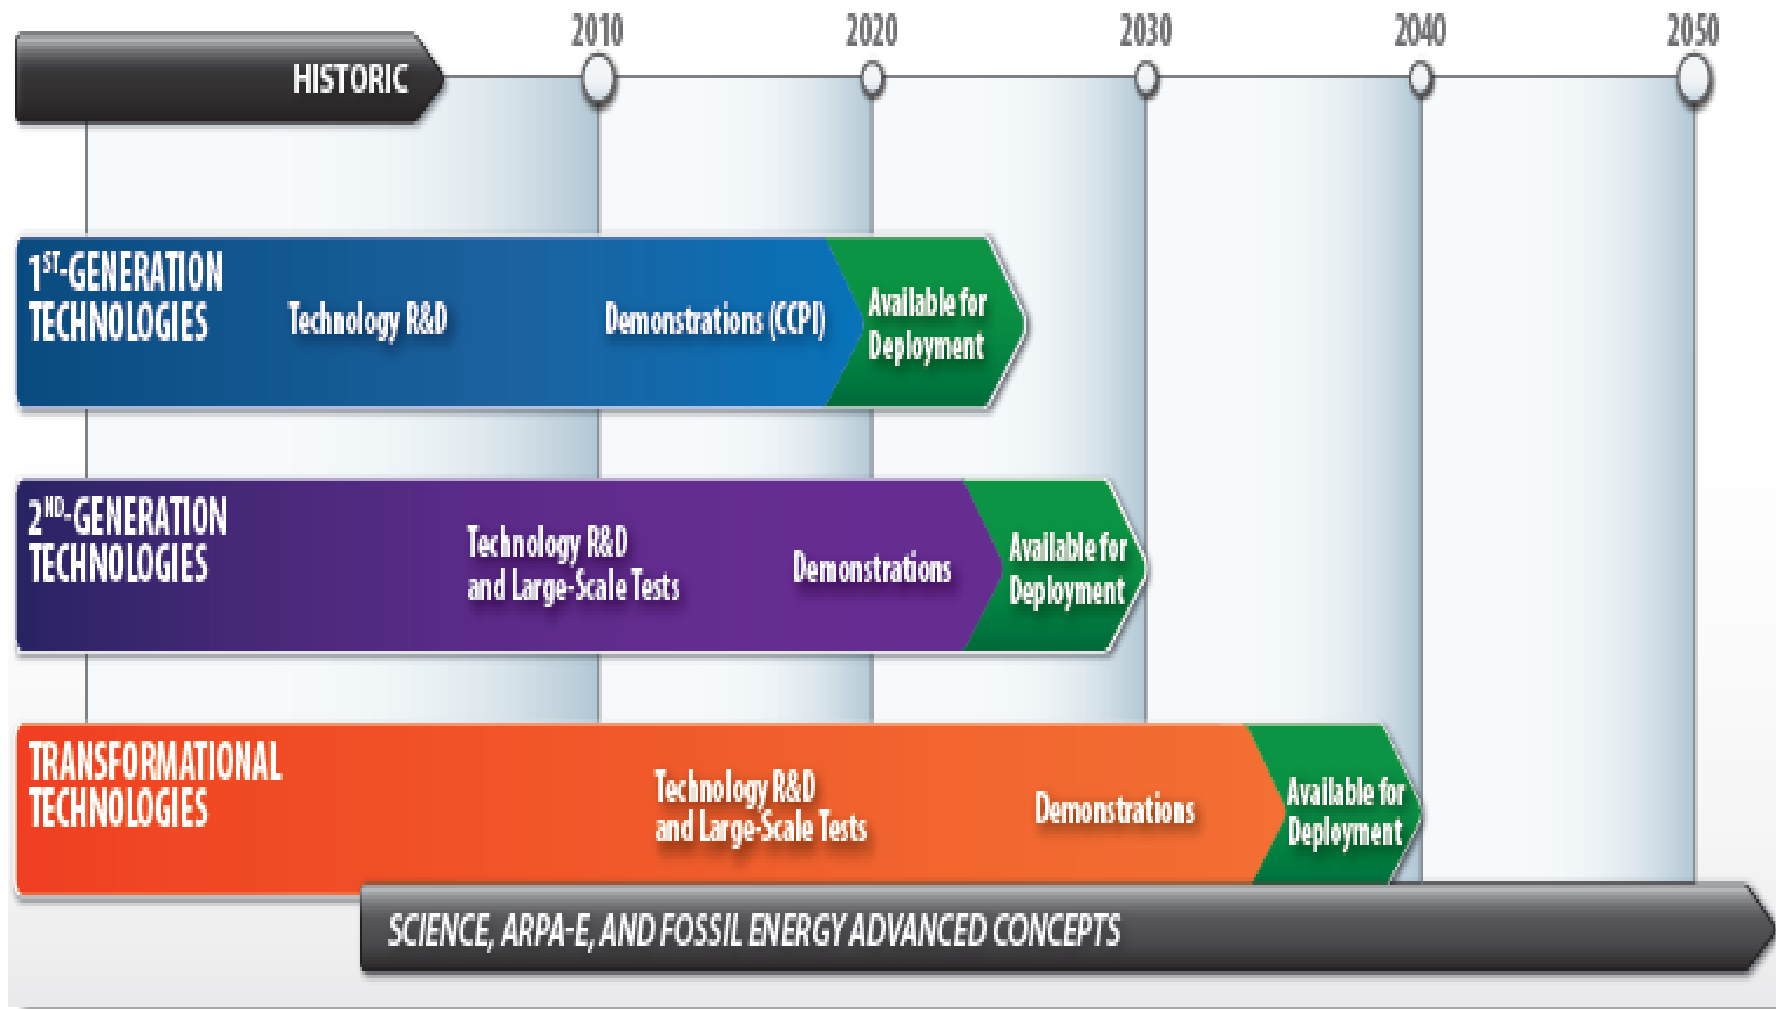 2010 2020 2030 2040 2050
HISTORIC
1ST-GENERATION
TECHNOLOGIES
Technology R&D
Demonstrations (CCPI)
Available for
Deployment
2ND-GENERATION
TECHNOLOGIES
Technology R&D
and Large-Scale Tests
Demonstrations
Available for
Deployment
TRANSFORMATIONAL
TECHNOLOGIES
Technology R&D
and Large-Scale Tests
Demonstrations
Available for
Deployment
SCIENCE, ARPA-E, AND FOSSIL ENERGY ADVANCED CONCEPTS